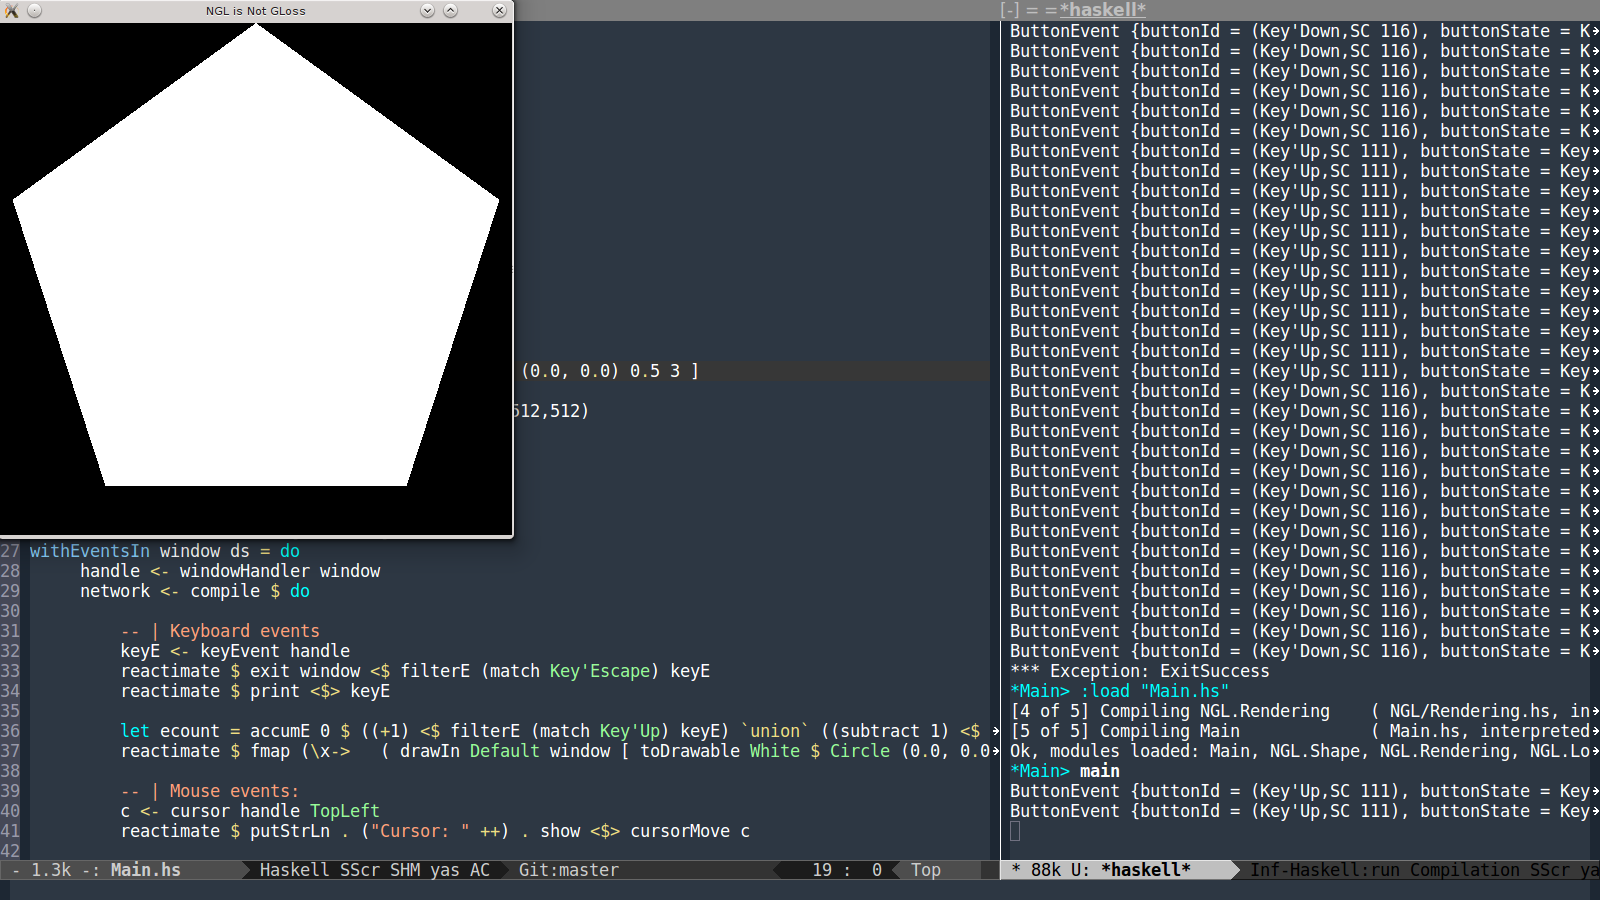 NGL is Not GLoss
(0.0, 0.0) 0.5 3 ]
512,512)
27 withEventsIn window ds = do
28 handle <- windowHandler window
29 network <- compile $ do
30
31 -- | Keyboard events
32 keyE <- keyEvent handle
33 reactimate $ exit window <$ filterE (match Key'Escape) keyE
34 reactimate $ print <$> keyE
35
36 let ecount = accumE 0 $ ((+1) <$ filterE (match Key'Up) keyE) `union` ((subtract 1) <$
37 reactimate $ fmap (\x-> ( drawIn Default window [ toDrawable White $ Circle (0.0, 0.0
38
39 -- | Mouse events:
40 c <- cursor handle TopLeft
41 reactimate $ putStrLn . ("Cursor: " ++) . show <$> cursorMove c
42
- 1.3k -: Main.hs Haskell SScr SHM yas AC Git:master 19 : 0 Top
[-] = =*haskell*
ButtonEvent {buttonId = (Key'Down,SC 116), buttonState = K
ButtonEvent {buttonId = (Key'Down,SC 116), buttonState = K
ButtonEvent {buttonId = (Key'Down,SC 116), buttonState = K
ButtonEvent {buttonId = (Key'Down,SC 116), buttonState = K
ButtonEvent {buttonId = (Key'Down,SC 116), buttonState = K
ButtonEvent {buttonId = (Key'Down,SC 116), buttonState = K
ButtonEvent {buttonId = (Key'Up,SC 111), buttonState = Key
ButtonEvent {buttonId = (Key'Up,SC 111), buttonState = Key
ButtonEvent {buttonId = (Key'Up,SC 111), buttonState = Key
ButtonEvent {buttonId = (Key'Up,SC 111), buttonState = Key
ButtonEvent {buttonId = (Key'Up,SC 111), buttonState = Key
ButtonEvent {buttonId = (Key'Up,SC 111), buttonState = Key
ButtonEvent {buttonId = (Key'Up,SC 111), buttonState = Key
ButtonEvent {buttonId = (Key'Up,SC 111), buttonState = Key
ButtonEvent {buttonId = (Key'Up,SC 111), buttonState = Key
ButtonEvent {buttonId = (Key'Up,SC 111), buttonState = Key
ButtonEvent {buttonId = (Key'Up,SC 111), buttonState = Key
ButtonEvent {buttonId = (Key'Up,SC 111), buttonState = Key
ButtonEvent {buttonId = (Key'Down,SC 116), buttonState = K
ButtonEvent {buttonId = (Key'Down,SC 116), buttonState = K
ButtonEvent {buttonId = (Key'Down,SC 116), buttonState = K
ButtonEvent {buttonId = (Key'Down,SC 116), buttonState = K
ButtonEvent {buttonId = (Key'Down,SC 116), buttonState = K
ButtonEvent {buttonId = (Key'Down,SC 116), buttonState = K
ButtonEvent {buttonId = (Key'Down,SC 116), buttonState = K
ButtonEvent {buttonId = (Key'Down,SC 116), buttonState = K
ButtonEvent {buttonId = (Key'Down,SC 116), buttonState = K
ButtonEvent {buttonId = (Key'Down,SC 116), buttonState = K
ButtonEvent {buttonId = (Key'Down,SC 116), buttonState = K
ButtonEvent {buttonId = (Key'Down,SC 116), buttonState = K
ButtonEvent {buttonId = (Key'Down,SC 116), buttonState = K
ButtonEvent {buttonId = (Key'Down,SC 116), buttonState = K
*** Exception: ExitSuccess
*Main> :load "Main.hs"
[4 of 5] Compiling NGL.Rendering ( NGL/Rendering.hs, in
[5 of 5] Compiling Main ( Main.hs, interpreted
Ok, modules loaded: Main, NGL.Shape, NGL.Rendering, NGL.Lo
*Main> main
ButtonEvent {buttonId = (Key'Up,SC 111), buttonState = Key
ButtonEvent {buttonId = (Key'Up,SC 111), buttonState = Key
* 88k U: *haskell* Inf-Haskell:run Compilation SScr ya